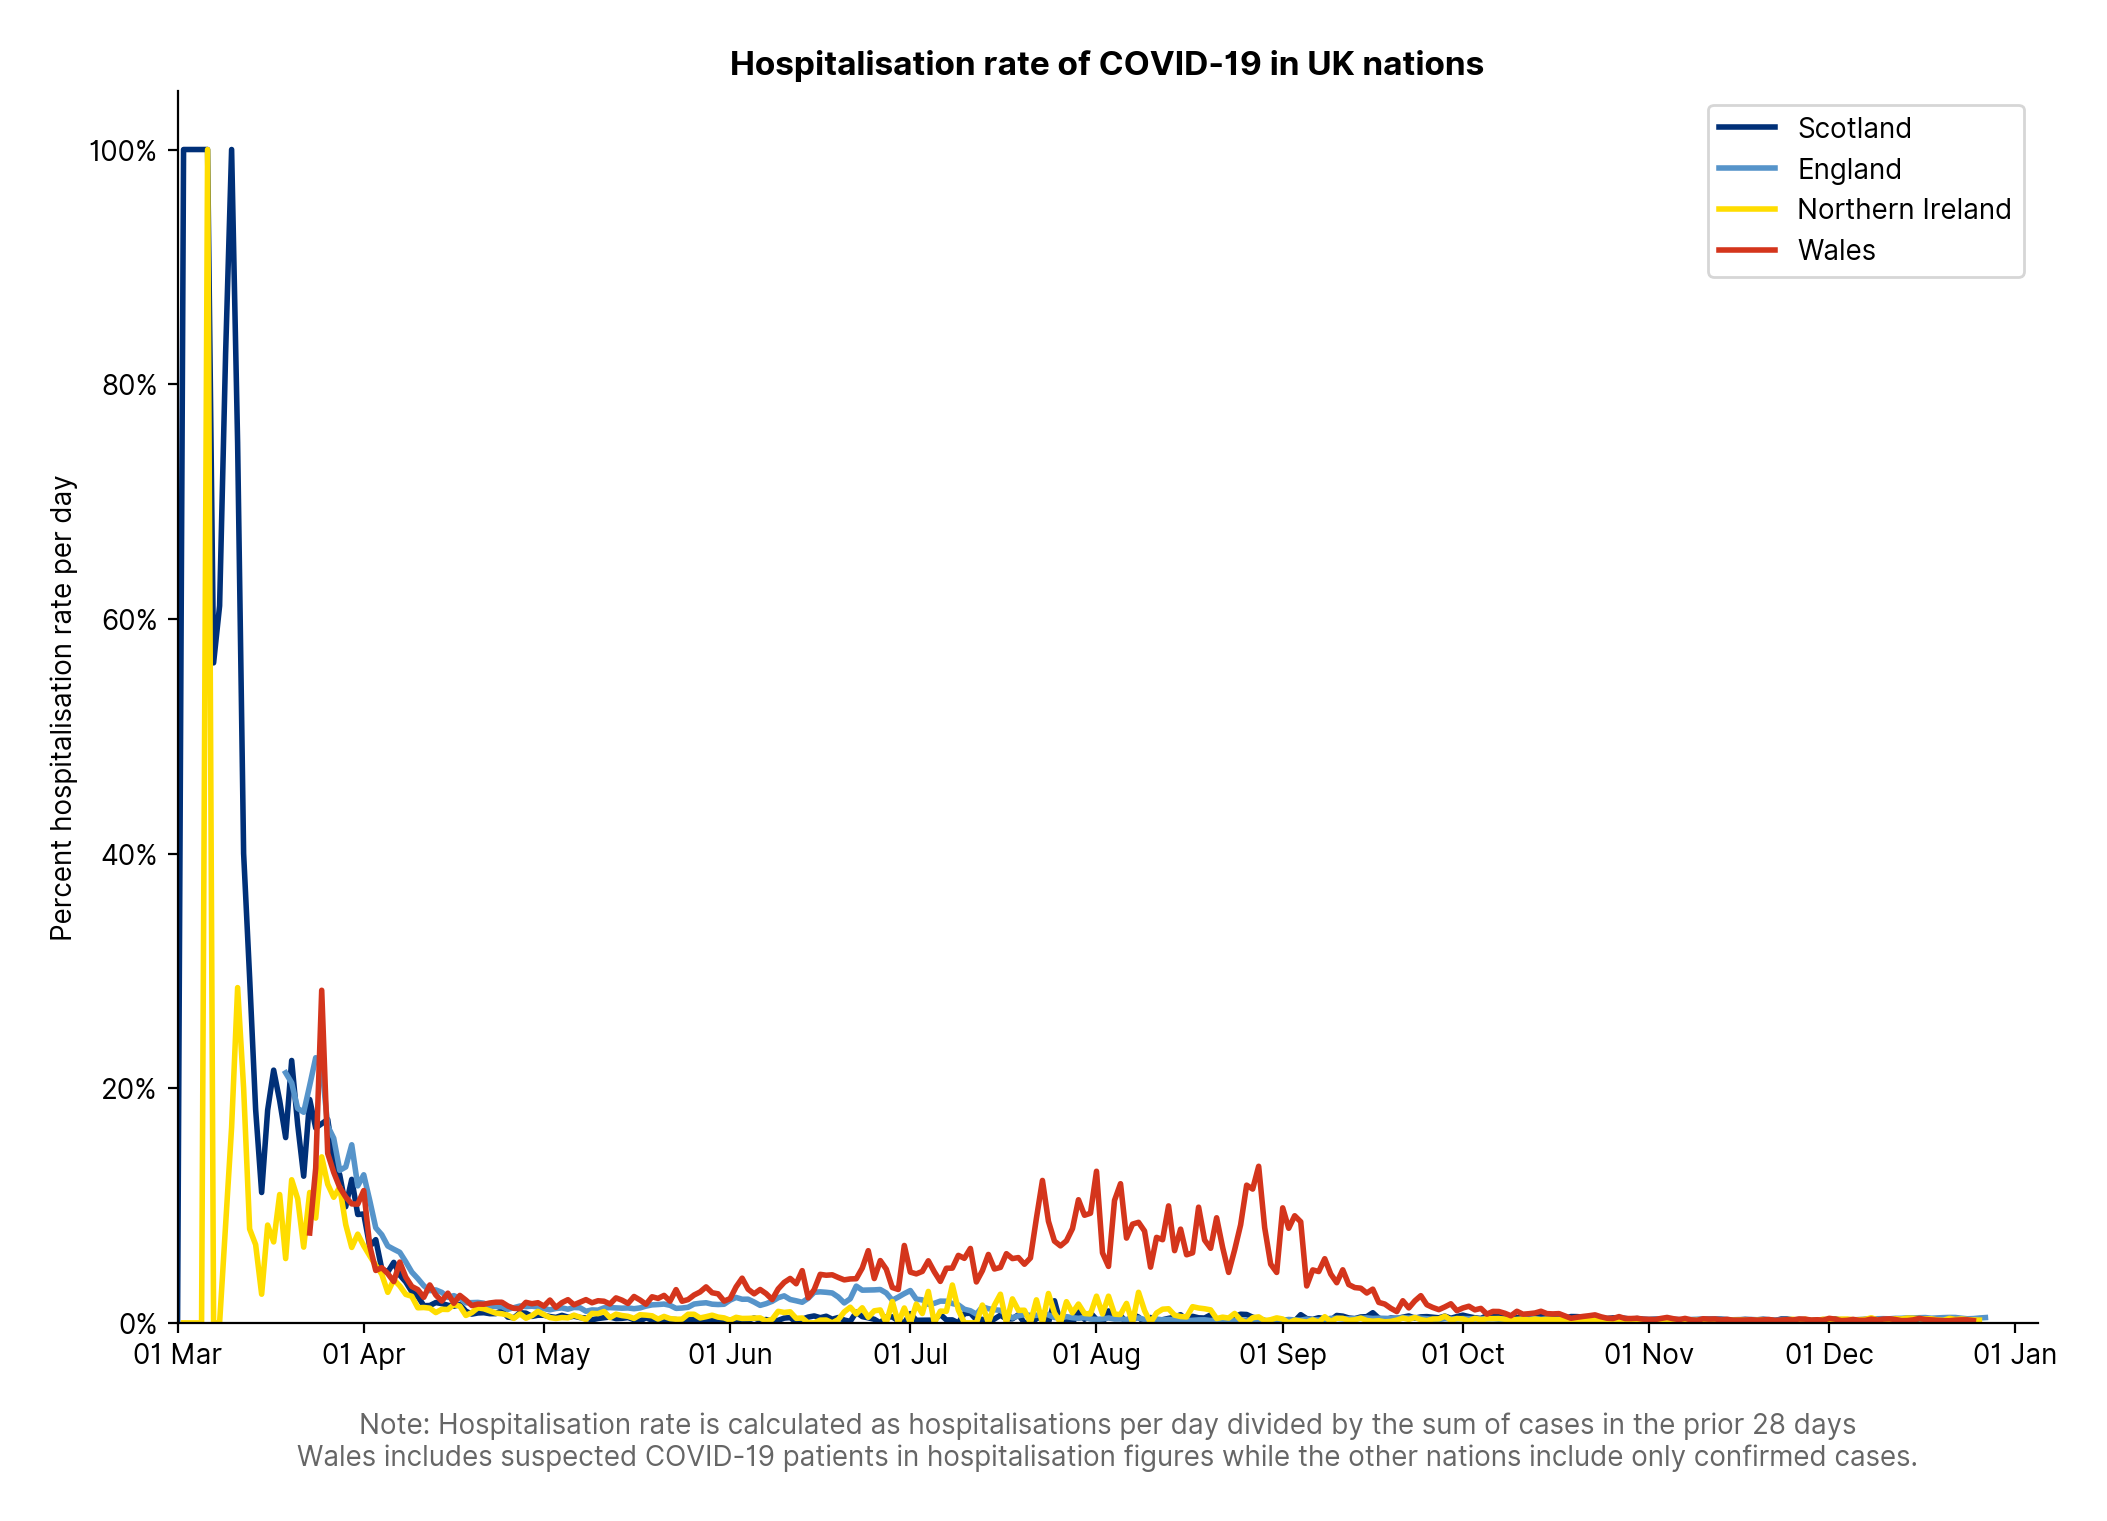 Hospitalisation rate of COVID-19 in UK nations
Scotland
England
Northern Ireland
Wales
Percent hospitalisation rate per day
100%
80%
60%
40%
20%
0%
01 Mar
01 Apr
01 May
01 Jun
01 Jul
01 Aug
01 Sep
01 Oct
01 Nov
01 Dec
01 Jan
Note: Hospitalisation rate is calculated as hospitalisations per day divided by the sum of cases in the prior 28 days
Wales includes suspected COVID-19 patients in hospitalisation figures while the other nations include only confirmed cases.